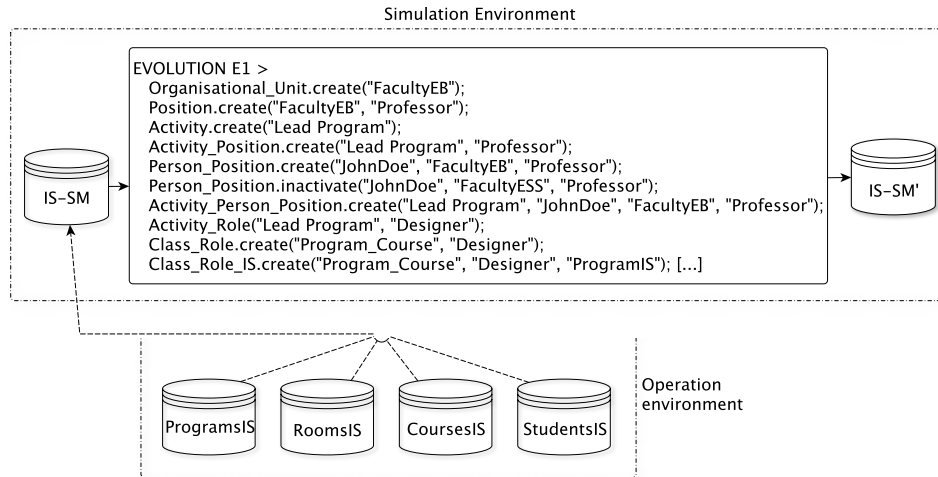 Simulation Environment
EVOLUTION E1 >
Organisational_Unit.create("FacultyEB");
Position.create("FacultyEB", "Professor");
Activity.create("Lead Program");
Activity_Position.create("Lead Program", "Professor");
Person_Position.create("JohnDoe", "FacultyEB", "Professor");
Person_Position.inactivate("JohnDoe", "FacultyESS", "Professor");
Activity_Person_Position.create("Lead Program", "JohnDoe", "FacultyEB", "Professor");
Activity_Role("Lead Program", "Designer");
Class_Role.create("Program_Course", "Designer");
Class_Role_IS.create("Program_Course", "Designer", "ProgramIS"); [...]
IS-SM
IS-SM'
Operation
environment
ProgramsIS
RoomsIS
CoursesIS
StudentsIS